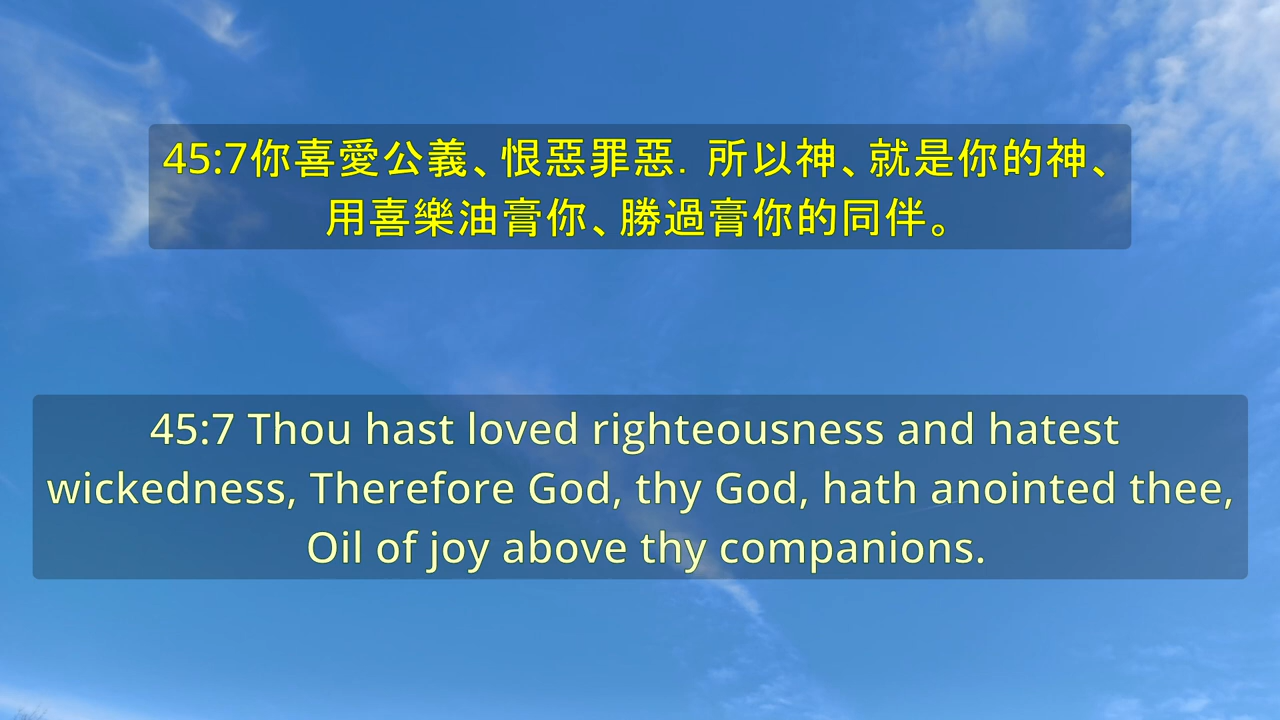 45:7你喜愛公義、恨惡罪惡．所以神、就是你的神、
用喜樂油膏你、勝過膏你的同伴。
45:7 Thou hast loved righteousness and hatest
wickedness, Therefore God, thy God, hath anointed thee,
Oil of joy above thy companions.